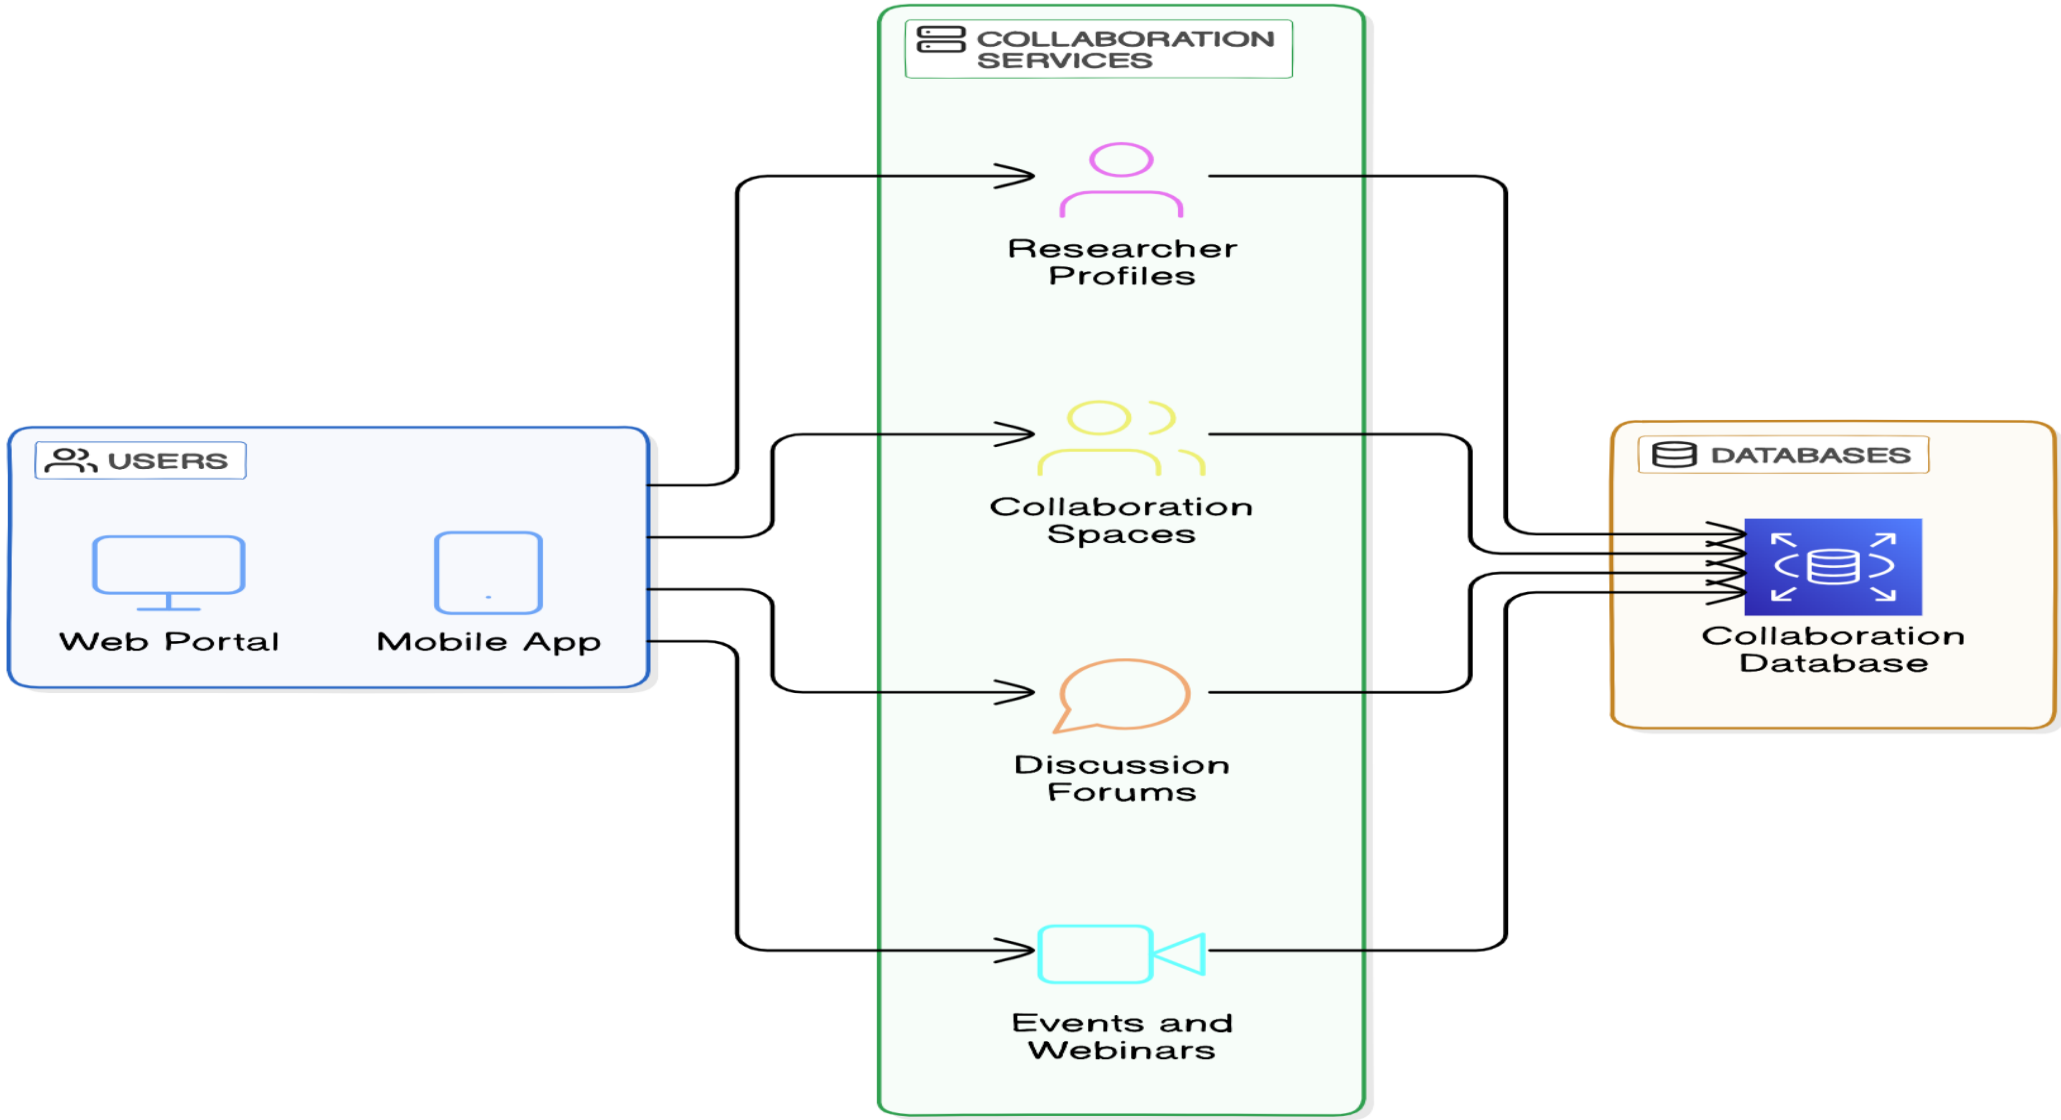 COLLABORATION
SERVICES
Researcher
Profiles
USERS
Web Portal
Mobile App
Collaboration
Spaces
DATABASES
Collaboration
Database
Discussion
Forums
Events and
Webinars